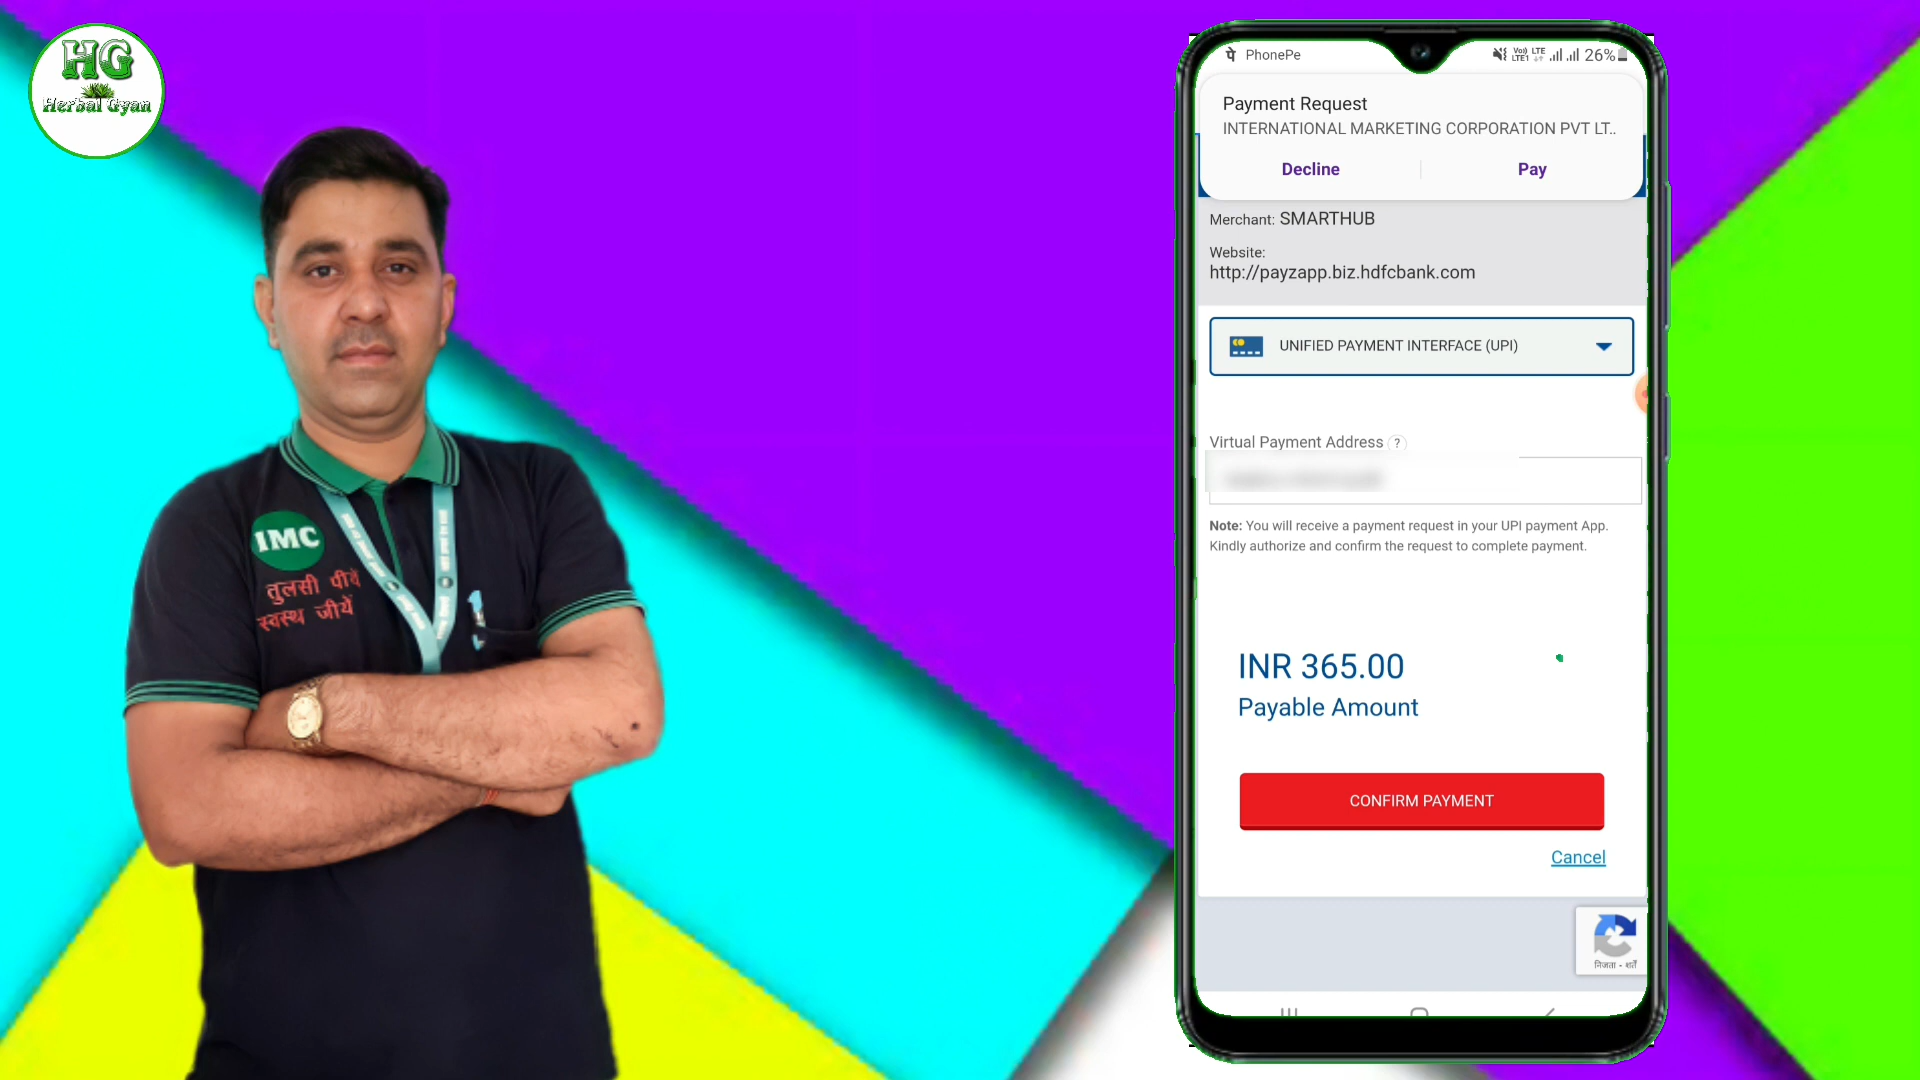 HG
Herbal Gyan
IMC
तुलसी पीयें
स्वस्थ जीयें
PhonePe
Vo))
LTE
LTE1
26%
Payment Request
INTERNATIONAL MARKETING CORPORATION PVT LT..
Decline
Pay
Merchant: SMARTHUB
Website:
http://payzapp.biz.hdfcbank.com
UNIFIED PAYMENT INTERFACE (UPI)
Virtual Payment Address ?
Note: You will receive a payment request in your UPI payment App.
Kindly authorize and confirm the request to complete payment.
INR 365.00
Payable Amount
CONFIRM PAYMENT
Cancel
निजता - शर्तें